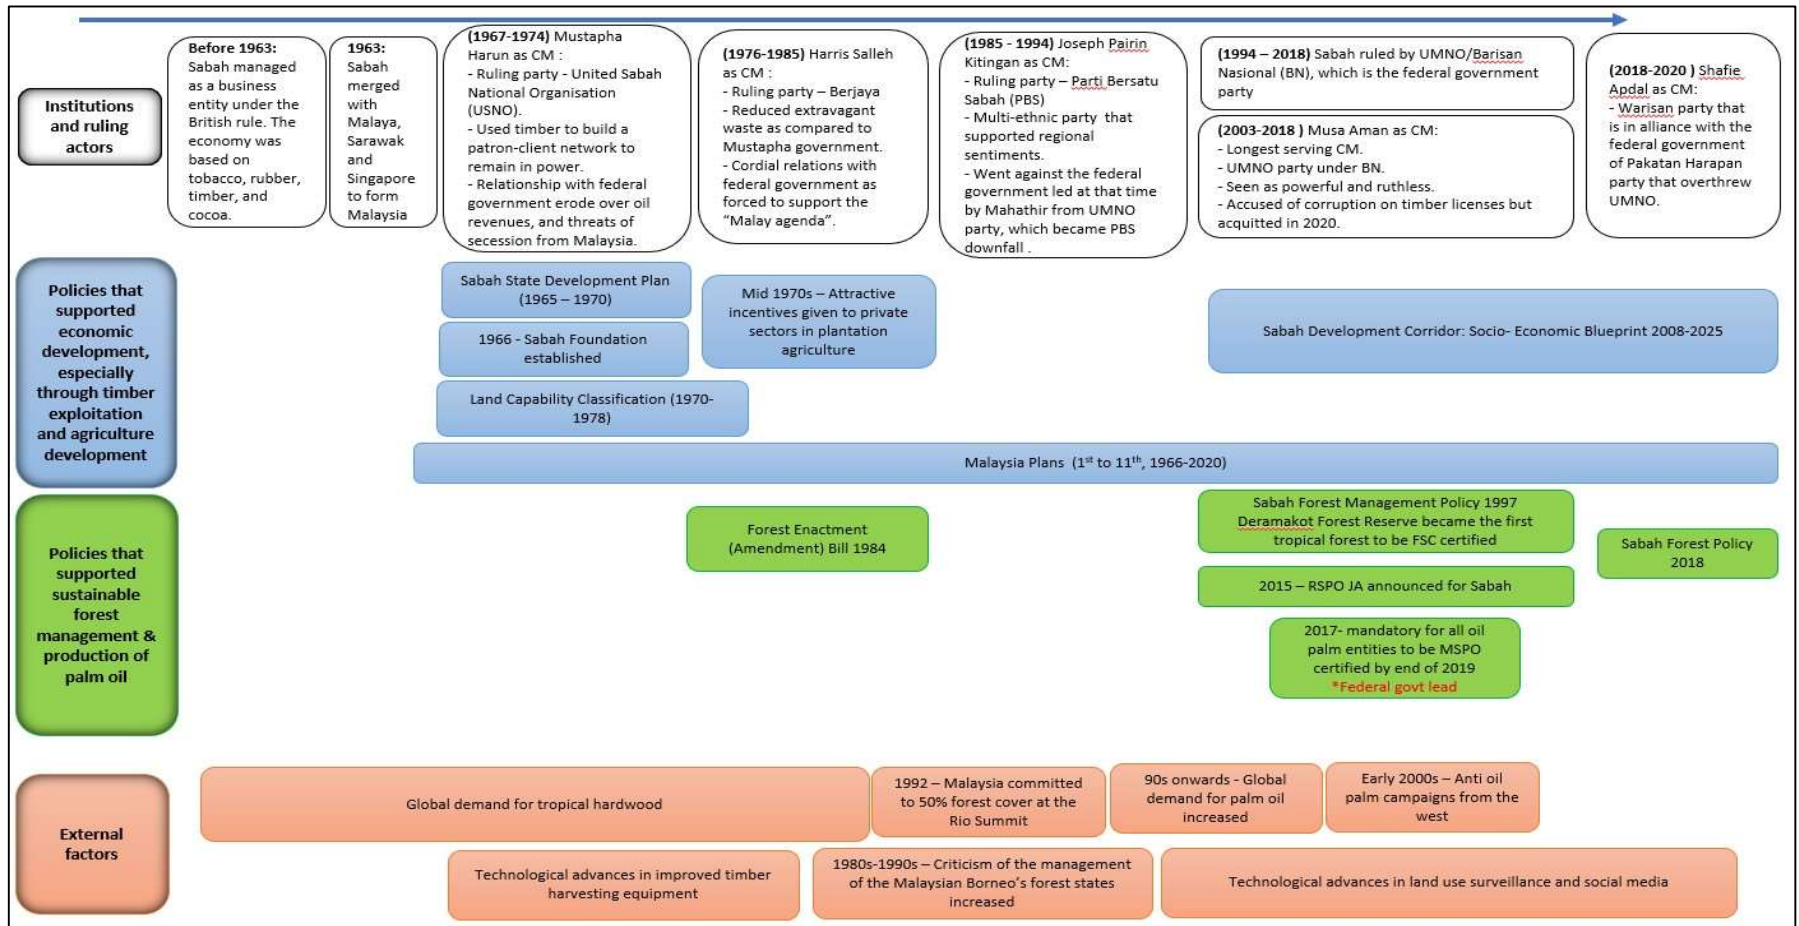 Institutions
and ruling
actors
Before 1963:
Sabah managed
as a business
entity under the
British rule. The
economy was
based on
tobacco, rubber,
timber, and
cocoa.
1963:
Sabah
merged
with
Malaya,
Sarawak
and
Singapore
to form
Malaysia
(1967-1974) Mustapha
Harun as CM :
- Ruling party - United Sabah
National Organisation
(USNO).
- Used timber to build a
patron-client network to
remain in power.
- Relationship with federal
government erode over oil
revenues, and threats of
secession from Malaysia.
(1976-1985) Harris Salleh
as CM :
- Ruling party – Berjaya
- Reduced extravagant
waste as compared to
Mustapha government.
- Cordial relations with
federal government as
forced to support the
“Malay agenda”.
(1985 - 1994) Joseph Pairin
Kitingan as CM:
- Ruling party – Parti Bersatu
Sabah (PBS)
- Multi-ethnic party that
supported regional
sentiments.
- Went against the federal
government led at that time
by Mahathir from UMNO
party, which became PBS
downfall .
(1994 – 2018) Sabah ruled by UMNO/Barisan
Nasional (BN), which is the federal government
party
(2003-2018 ) Musa Aman as CM:
- Longest serving CM.
- UMNO party under BN.
- Seen as powerful and ruthless.
- Accused of corruption on timber licenses but
acquitted in 2020.
(2018-2020 ) Shafie
Apdal as CM:
- Warisan party that
is in alliance with the
federal government
of Pakatan Harapan
party that overthrew
UMNO.
Policies that
supported
economic
development,
especially
through timber
exploitation
and agriculture
development
Sabah State Development Plan
(1965 – 1970)
1966 - Sabah Foundation
established
Land Capability Classification (1970-
1978)
Mid 1970s – Attractive
incentives given to private
sectors in plantation
agriculture
Sabah Development Corridor: Socio- Economic Blueprint 2008-2025
Malaysia Plans (1st to 11th, 1966-2020)
Policies that
supported
sustainable
forest
management &
production of
palm oil
Forest Enactment
(Amendment) Bill 1984
Sabah Forest Management Policy 1997
Deramakot Forest Reserve became the first
tropical forest to be FSC certified
2015 – RSPO JA announced for Sabah
2017- mandatory for all oil
palm entities to be MSPO
certified by end of 2019
*Federal govt lead
Sabah Forest Policy
2018
External
factors
Global demand for tropical hardwood
1992 – Malaysia committed
to 50% forest cover at the
Rio Summit
90s onwards - Global
demand for palm oil
increased
Early 2000s – Anti oil
palm campaigns from the
west
Technological advances in improved timber
harvesting equipment
1980s-1990s – Criticism of the management
of the Malaysian Borneo’s forest states
increased
Technological advances in land use surveillance and social media